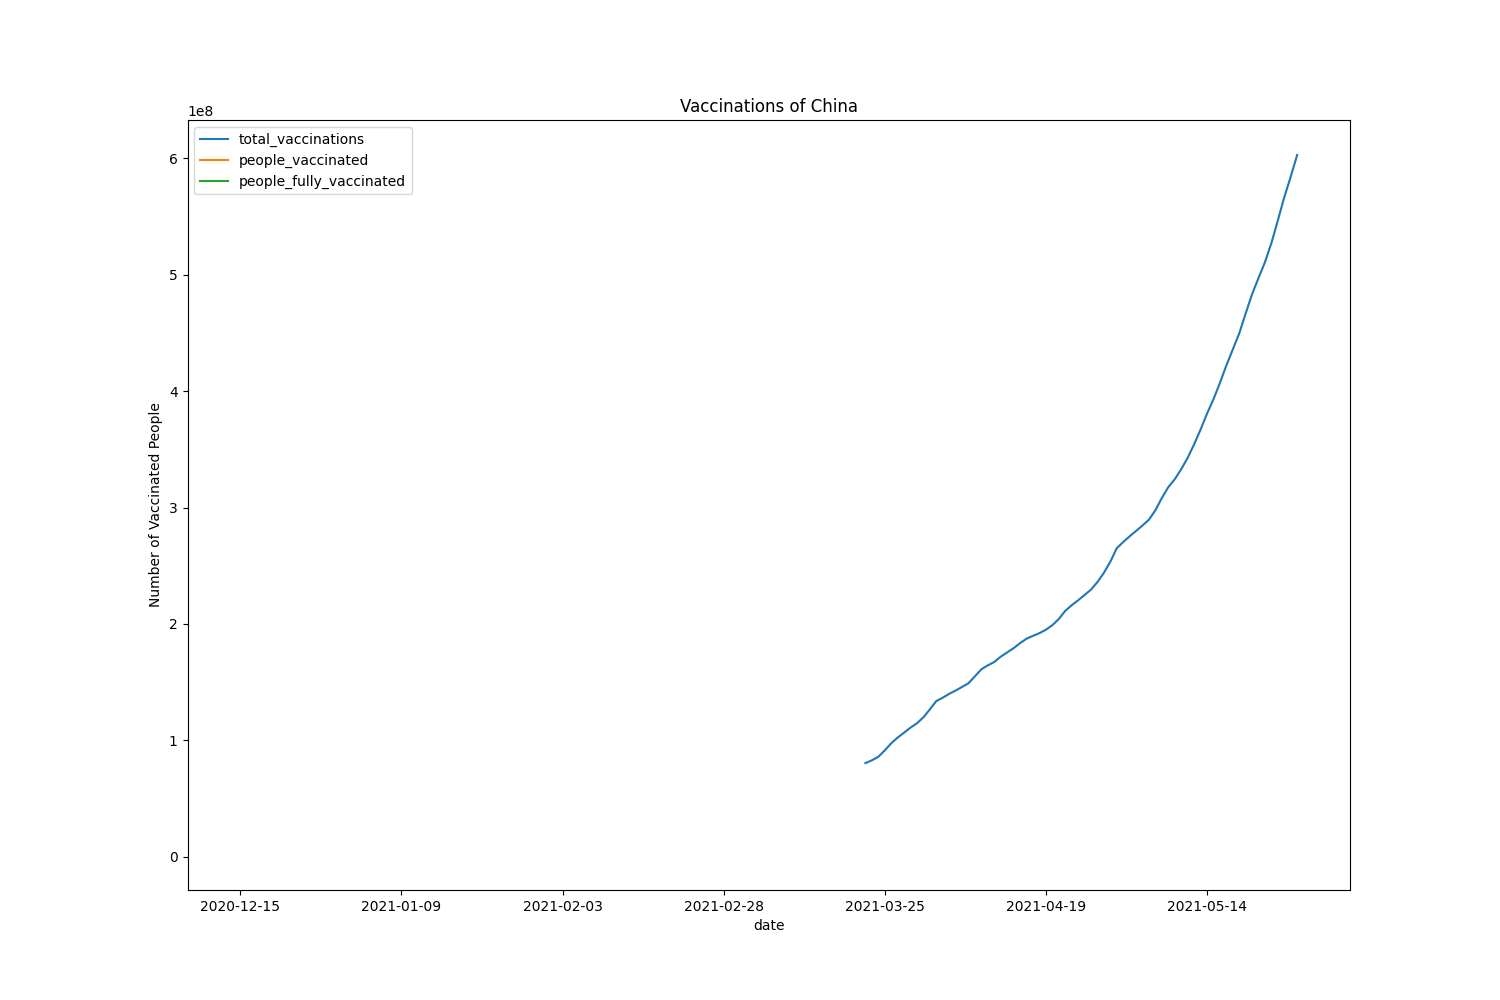 Vaccinations of China
1e8
total_vaccinations
people_vaccinated
people_fully_vaccinated
6
5
4
3
2
1
0
Number of Vaccinated People
2020-12-15
2021-01-09
2021-02-03
2021-02-28
2021-03-25
2021-04-19
2021-05-14
date